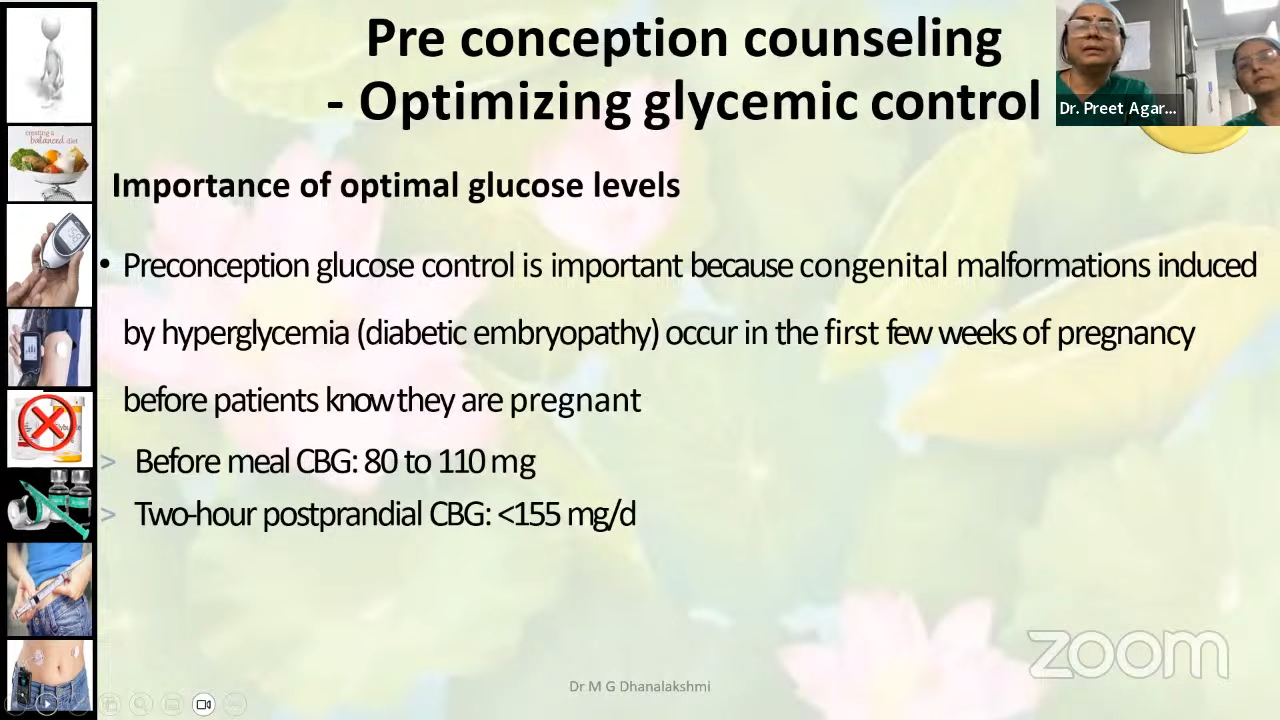 Pre conception counseling
- Optimizing glycemic control
Dr. Preet Agar...
creating a
balanced diet
Importance of optimal glucose levels
• Preconception glucose control is important because congenital malformations induced
by hyperglycemia (diabetic embryopathy) occur in the first few weeks of pregnancy
before patients know they are pregnant
> Before meal CBG: 80 to 110 mg
> Two-hour postprandial CBG: <155 mg/d
zoom
Dr M G Dhanalakshmi